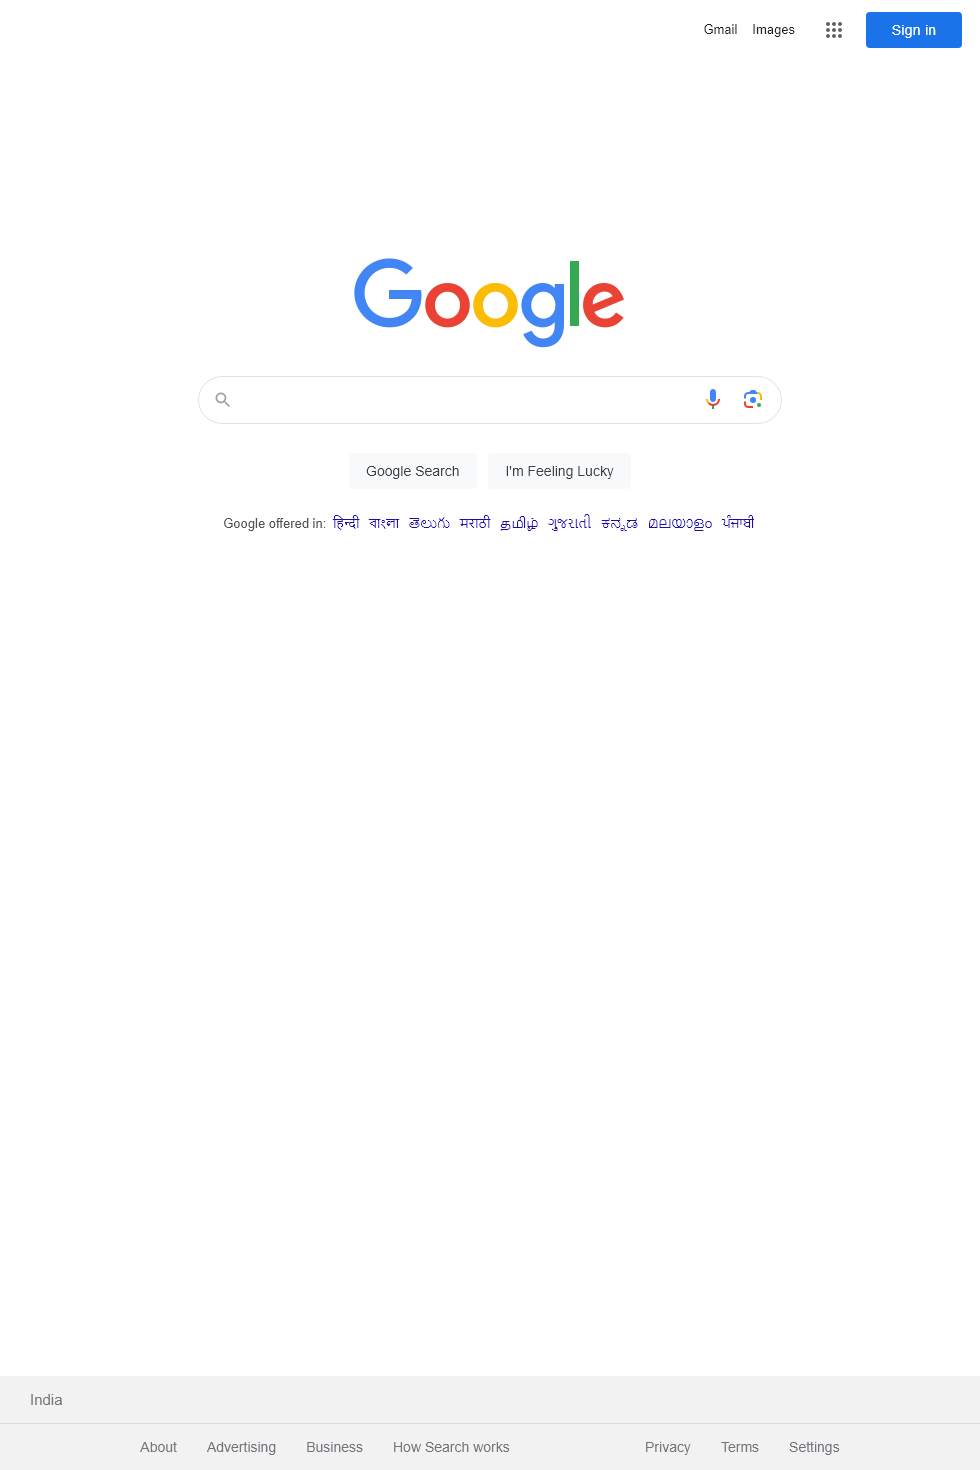 Gmail Images Sign in
Google
Google Search I'm Feeling Lucky
Google offered in: हिन्दी বাংলা తెలుగు मराठी தமிழ் ગુજરાતી ಕನ್ನಡ മലയാളം ਪੰਜਾਬੀ
India
About Advertising Business How Search works Privacy Terms Settings